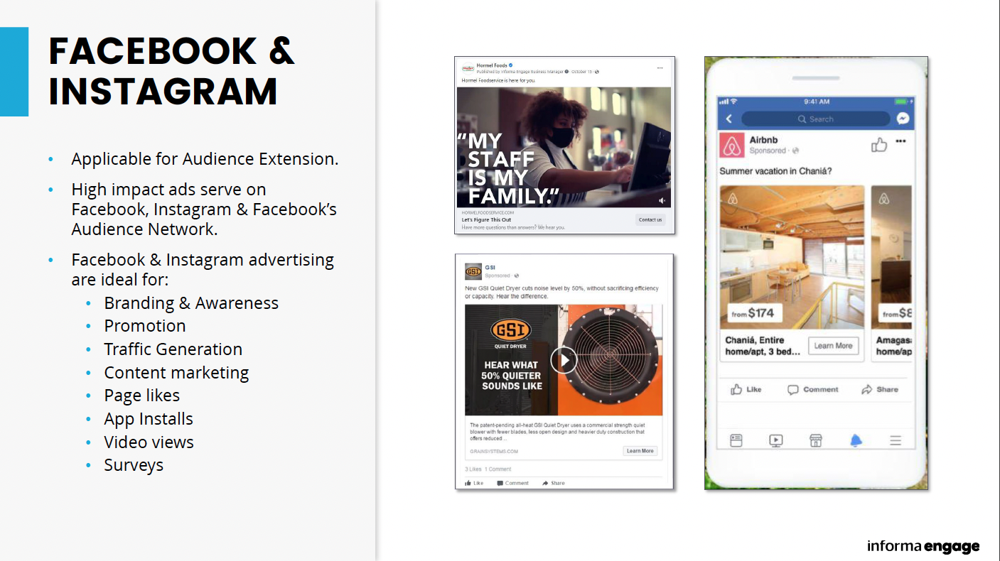 FACEBOOK &
INSTAGRAM
• Applicable for Audience Extension.
• High impact ads serve on
Facebook, Instagram & Facebook’s
Audience Network.
• Facebook & Instagram advertising
are ideal for:
• Branding & Awareness
• Promotion
• Traffic Generation
• Content marketing
• Page likes
• App Installs
• Video views
• Surveys
Hormel Foods
Published by Informa Engage Business Manager · October 15 ·
Hormel Foodservice is here for you.
“MY
STAFF
IS MY
FAMILY.”
HORMELFOODSERVICE.COM
Let's Figure This Out
Have more questions than answers? We hear you.
Contact us
GSI
GSI
Sponsored ·
New GSI Quiet Dryer cuts noise level by 50%, without sacrificing efficiency
or capacity. Hear the difference.
GSI
QUIET DRYER
HEAR WHAT
50% QUIETER
SOUNDS LIKE
The patent-pending all-heat GSI Quiet Dryer uses a commercial strength quiet
blower with fewer blades, less open design and heavier duty construction that
offers reduced ...
GRAINSYSTEMS.COM
Learn More
3 Likes 1 Comment
Like Comment Share
9:41 AM
Search
Airbnb
Sponsored ·
Summer vacation in Chaniá?
from $174
from $8
Chaniá, Entire
home/apt, 3 bed...
Learn More
Amagas
home/ap
Like Comment Share
informa engage